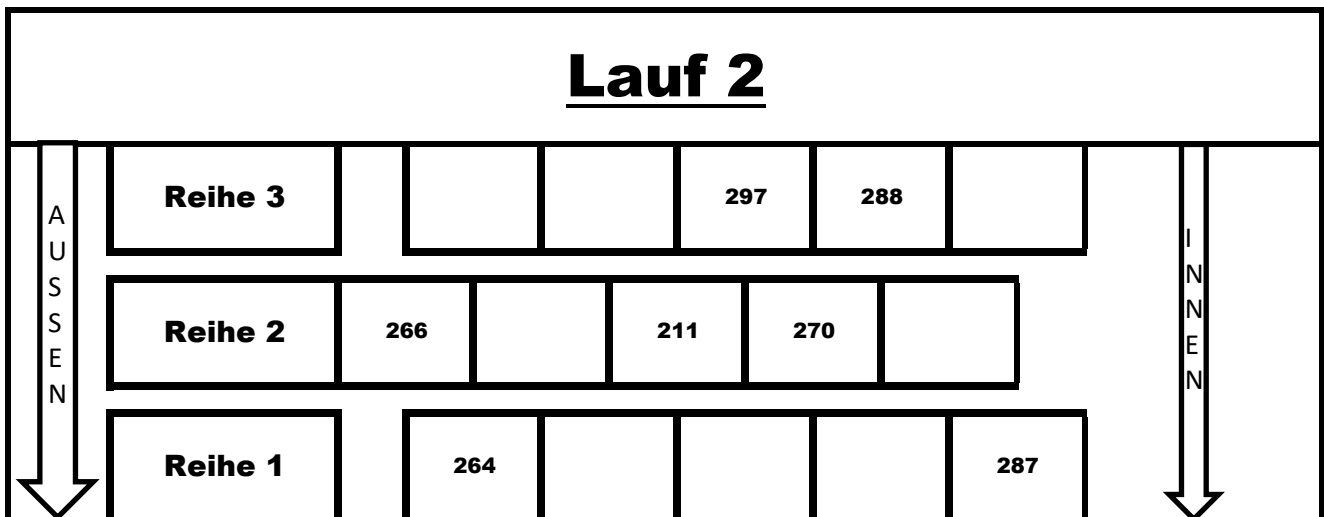 Lauf 2
AUSSEN
Reihe 3 297 288
INNEN
Reihe 2 266 211 270
Reihe 1 264 287